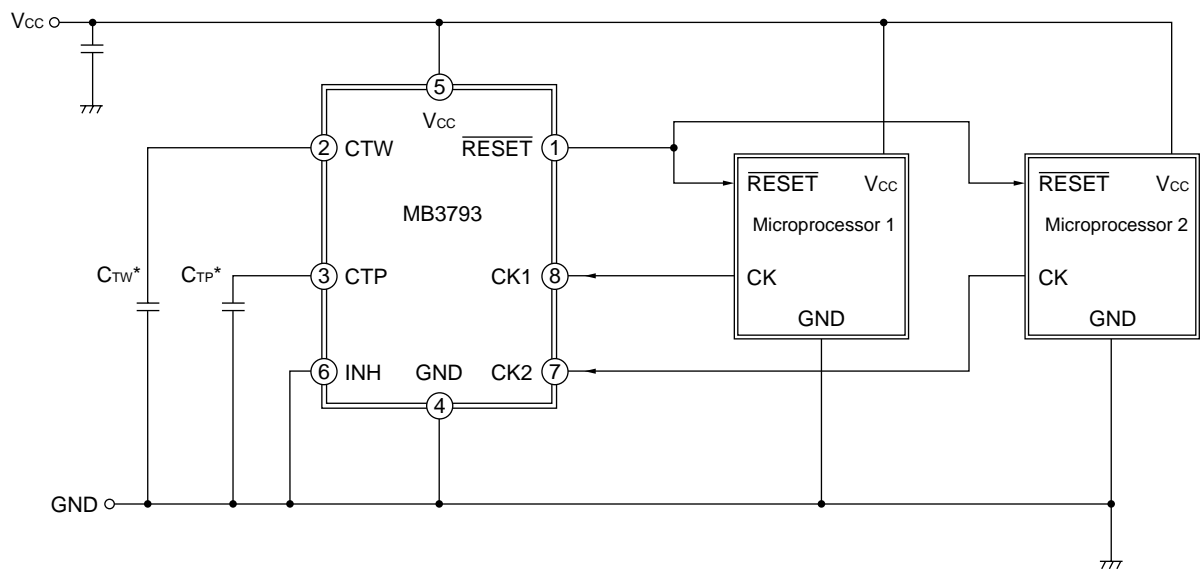 VCC
5
VCC
2 CTW
RESET 1
MB3793
RESET VCC
Microprocessor 1
RESET VCC
Microprocessor 2
CTW*
CTP*
3 CTP
CK1 8
CK
CK
GND
GND
6 INH
GND
CK2 7
4
GND